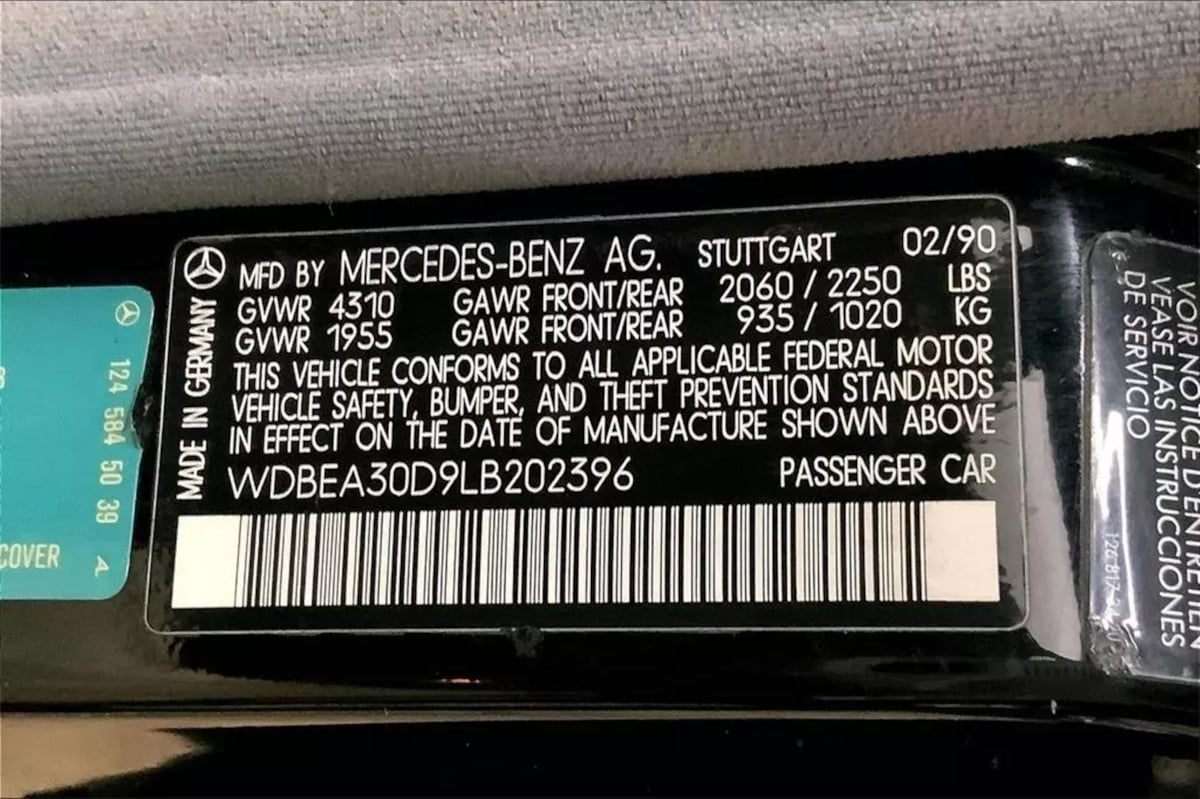 MADE IN GERMANY
MFD BY MERCEDES-BENZ AG. STUTTGART 02/90
GVWR 4310 GAWR FRONT/REAR 2060 / 2250 LBS
GVWR 1955 GAWR FRONT/REAR 935 / 1020 KG
THIS VEHICLE CONFORMS TO ALL APPLICABLE FEDERAL MOTOR
VEHICLE SAFETY, BUMPER, AND THEFT PREVENTION STANDARDS
IN EFFECT ON THE DATE OF MANUFACTURE SHOWN ABOVE
WDBEA30D9LB202396 PASSENGER CAR
124 584 50 39 A
COVER
VOIR NOTICE D'ENTRETIEN
VEASE LAS INSTRUCCIONES
DE SERVICIO